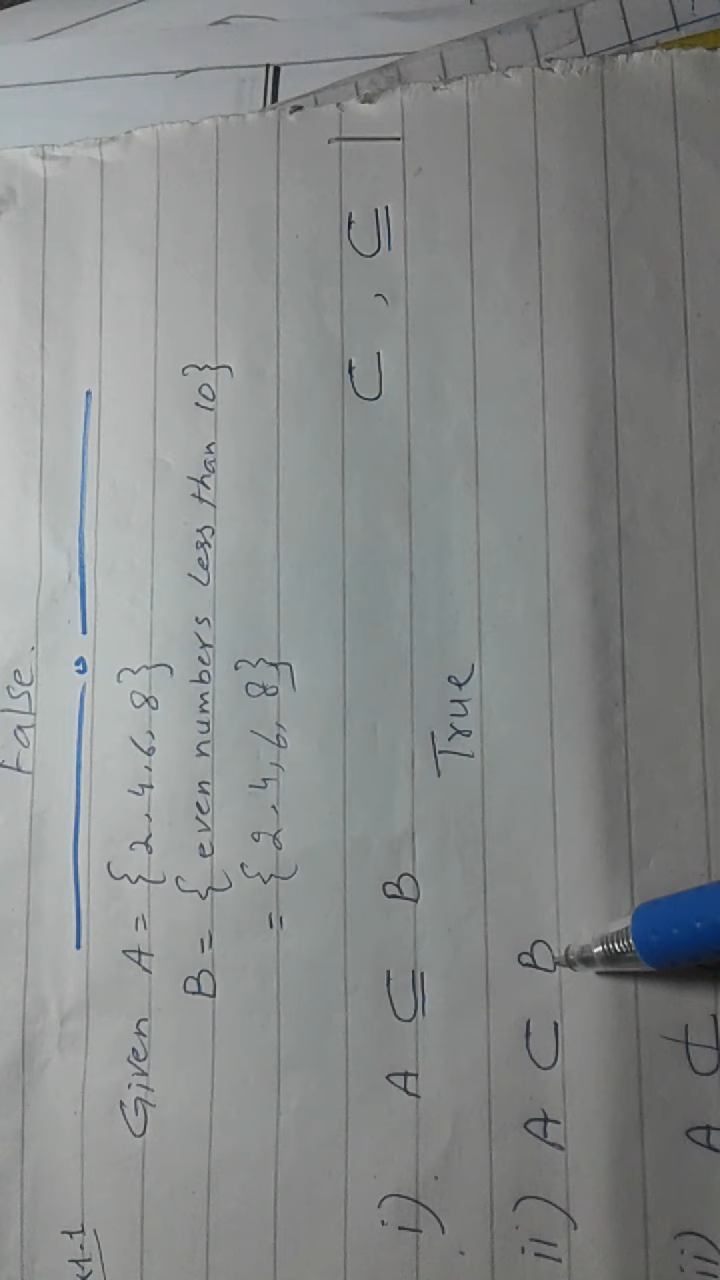 False.
Given A = {2, 4, 6, 8}
B = {even numbers less than 10}
= {2, 4, 6, 8}
⊂ , ⊆ |
i). A ⊆ B
True
ii) A ⊂ B
A ⊄